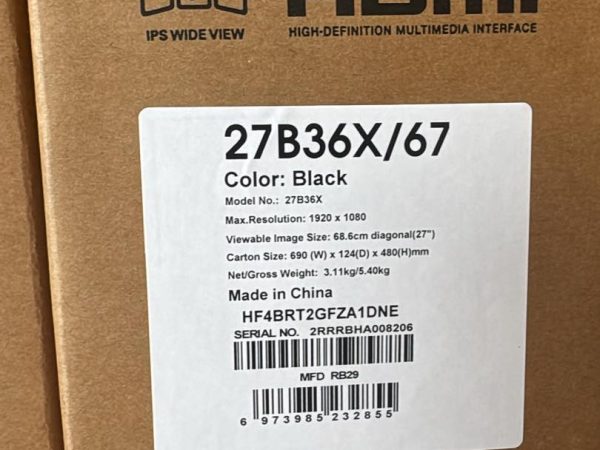 HDMI
IPS WIDE VIEW
HIGH-DEFINITION MULTIMEDIA INTERFACE
27B36X/67
Color: Black
Model No.: 27B36X
Max.Resolution: 1920 x 1080
Viewable Image Size: 68.6cm diagonal(27")
Carton Size: 690 (W) x 124(D) x 480(H)mm
Net/Gross Weight: 3.11kg/5.40kg
Made in China
HF4BRT2GFZA1DNE
SERIAL NO. 2RRRBHA008206
MFD RB29
6 973985 232855